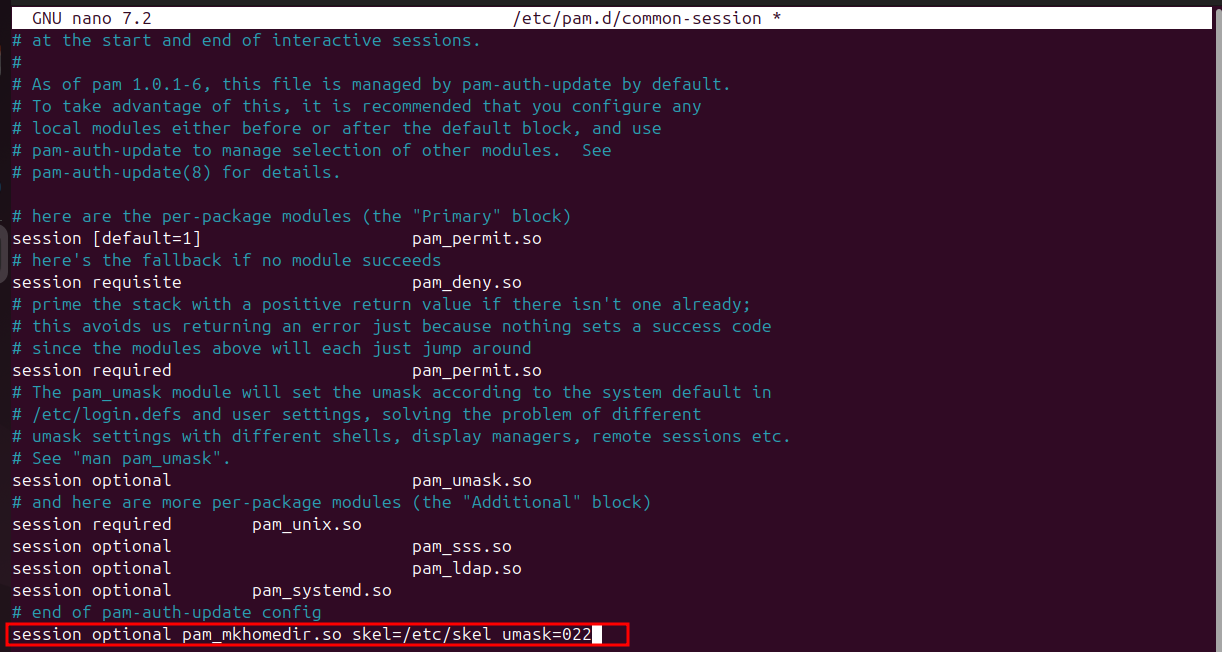 GNU nano 7.2 /etc/pam.d/common-session *
# at the start and end of interactive sessions.
#
# As of pam 1.0.1-6, this file is managed by pam-auth-update by default.
# To take advantage of this, it is recommended that you configure any
# local modules either before or after the default block, and use
# pam-auth-update to manage selection of other modules.  See
# pam-auth-update(8) for details.

# here are the per-package modules (the "Primary" block)
session [default=1]                     pam_permit.so
# here's the fallback if no module succeeds
session requisite                       pam_deny.so
# prime the stack with a positive return value if there isn't one already;
# this avoids us returning an error just because nothing sets a success code
# since the modules above will each just jump around
session required                        pam_permit.so
# The pam_umask module will set the umask according to the system default in
# /etc/login.defs and user settings, solving the problem of different
# umask settings with different shells, display managers, remote sessions etc.
# See "man pam_umask".
session optional                        pam_umask.so
# and here are more per-package modules (the "Additional" block)
session required        pam_unix.so
session optional                        pam_sss.so
session optional                        pam_ldap.so
session optional        pam_systemd.so
# end of pam-auth-update config
session optional pam_mkhomedir.so skel=/etc/skel umask=022